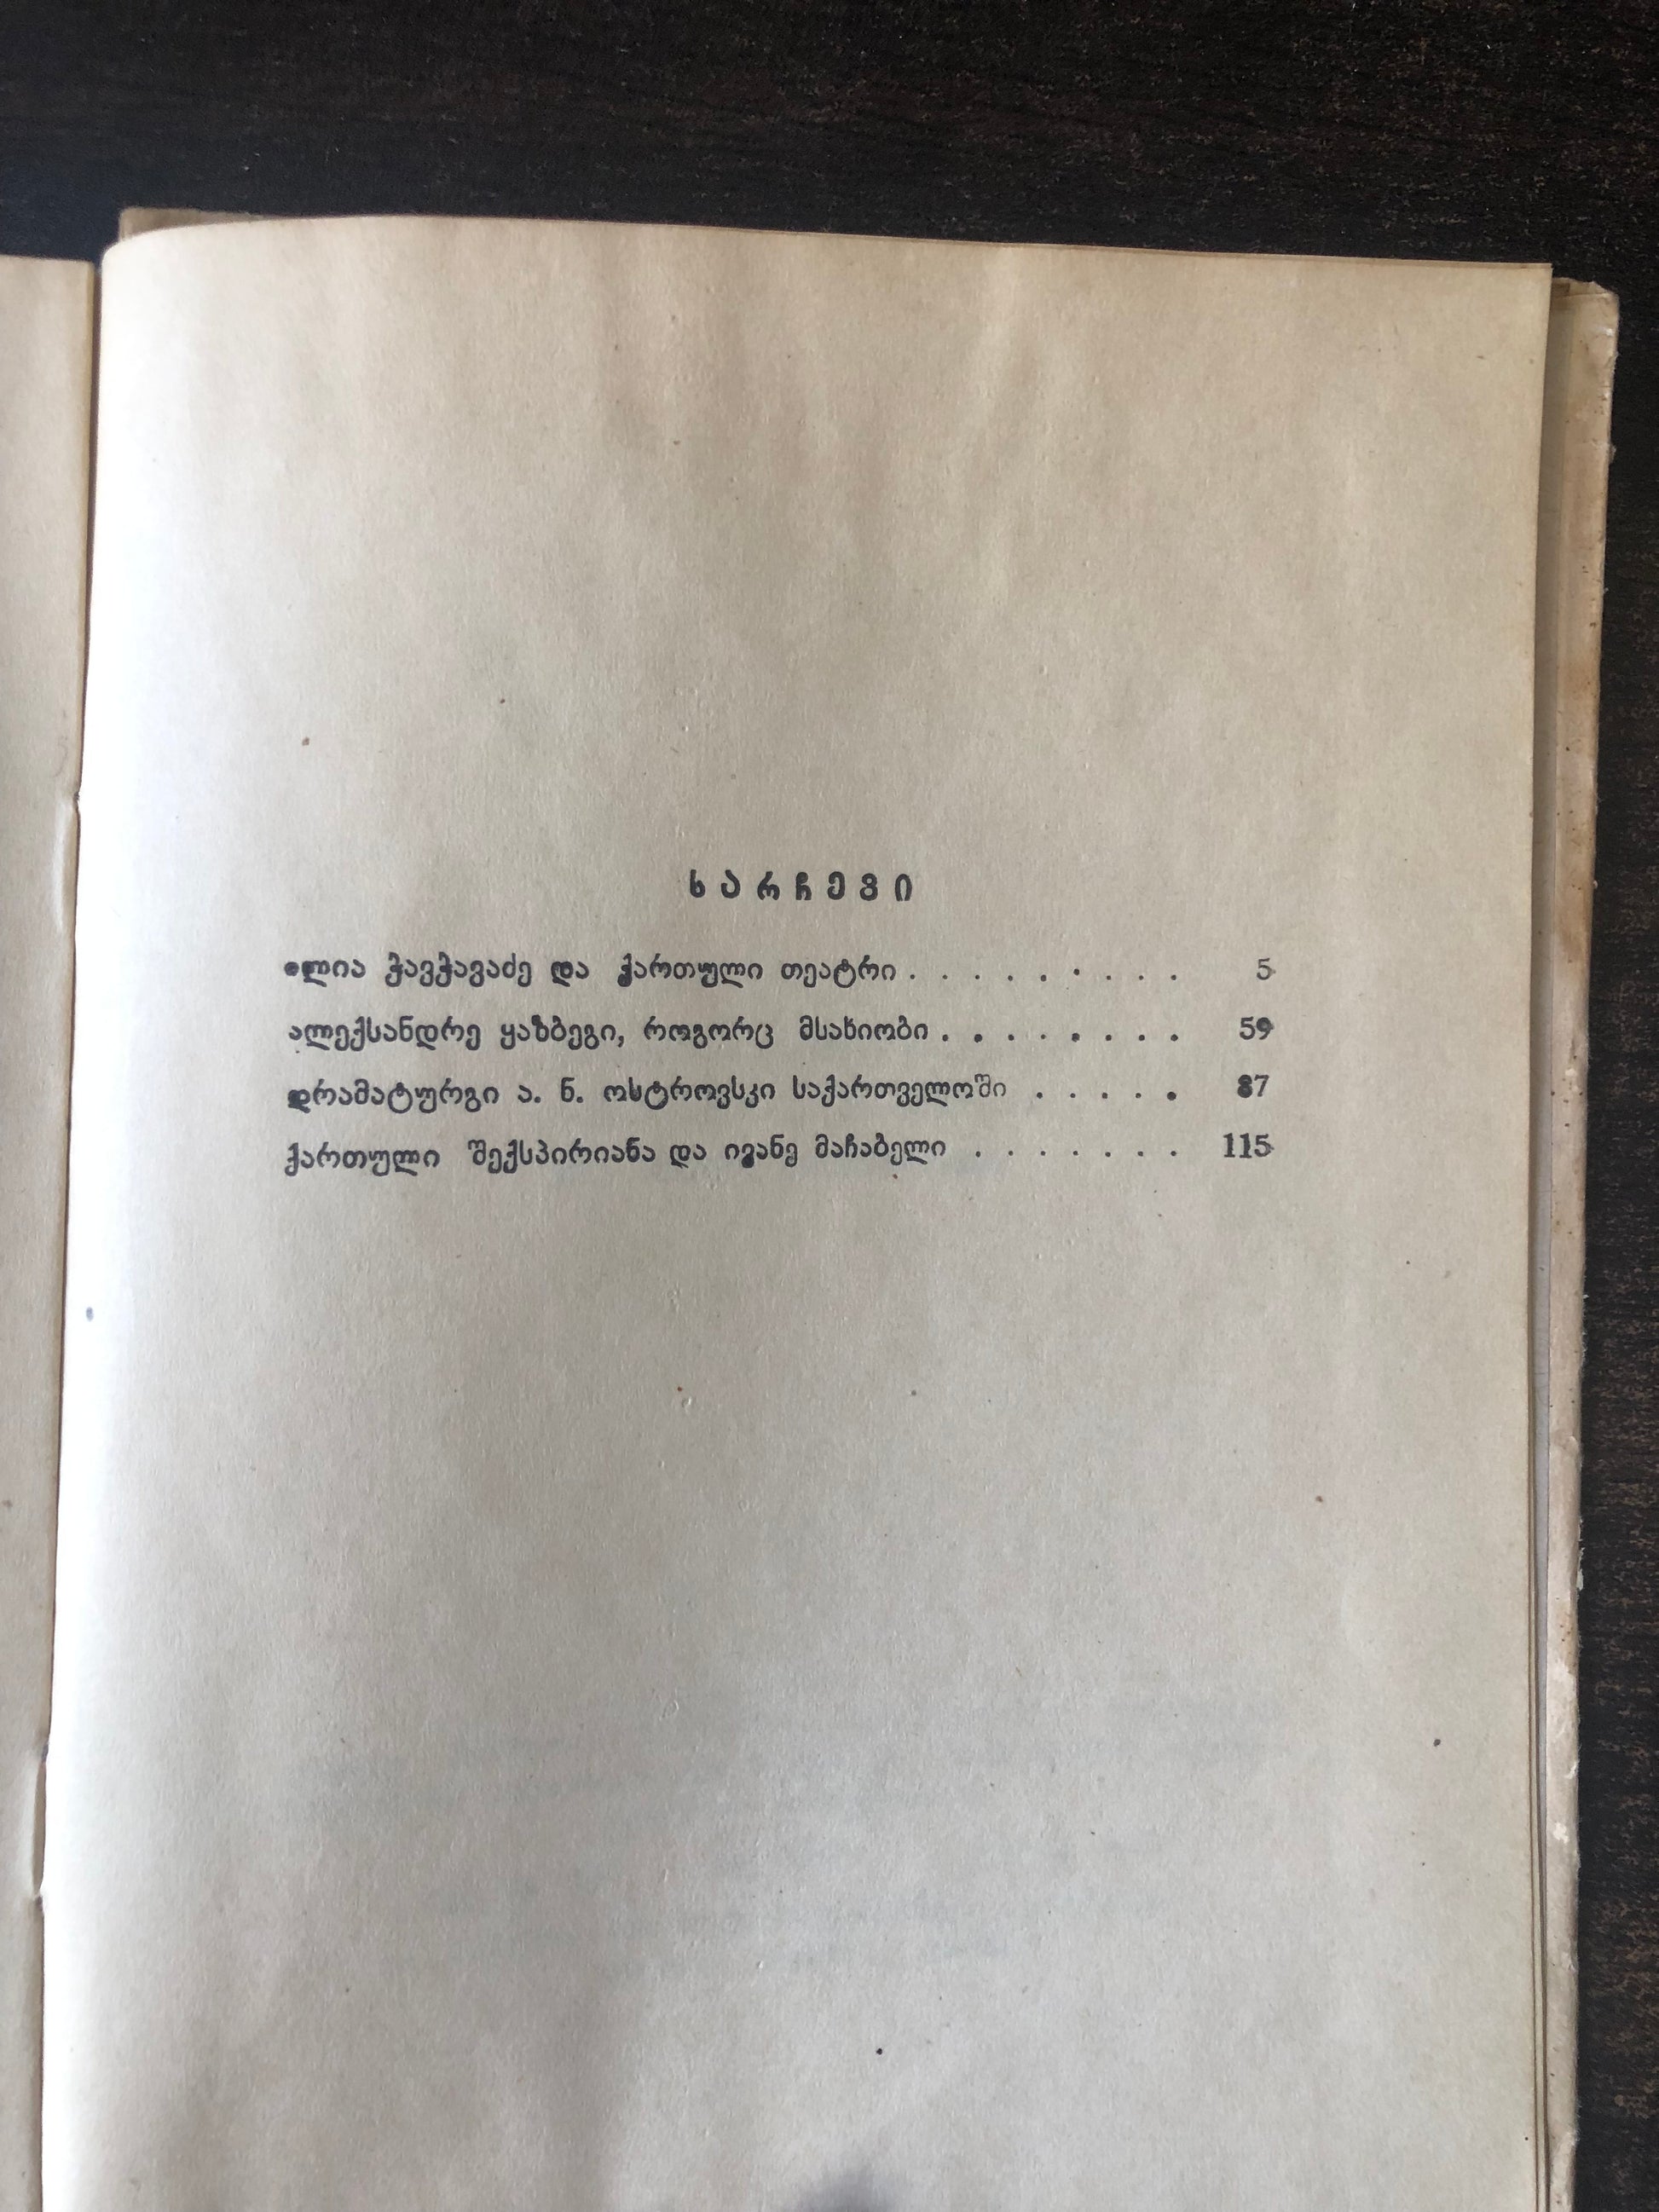 ს ა რ ჩ ე ვ ი
ილია ჭავჭავაძე და ქართული თეატრი . . . . . . . . . 5
ალექსანდრე ყაზბეგი, როგორც მსახიობი . . . . . . . . 59
დრამატურგი ა. ნ. ოსტროვსკი საქართველოში . . . . . 87
ქართული შექსპირიანა და ივანე მაჩაბელი . . . . . . . 115